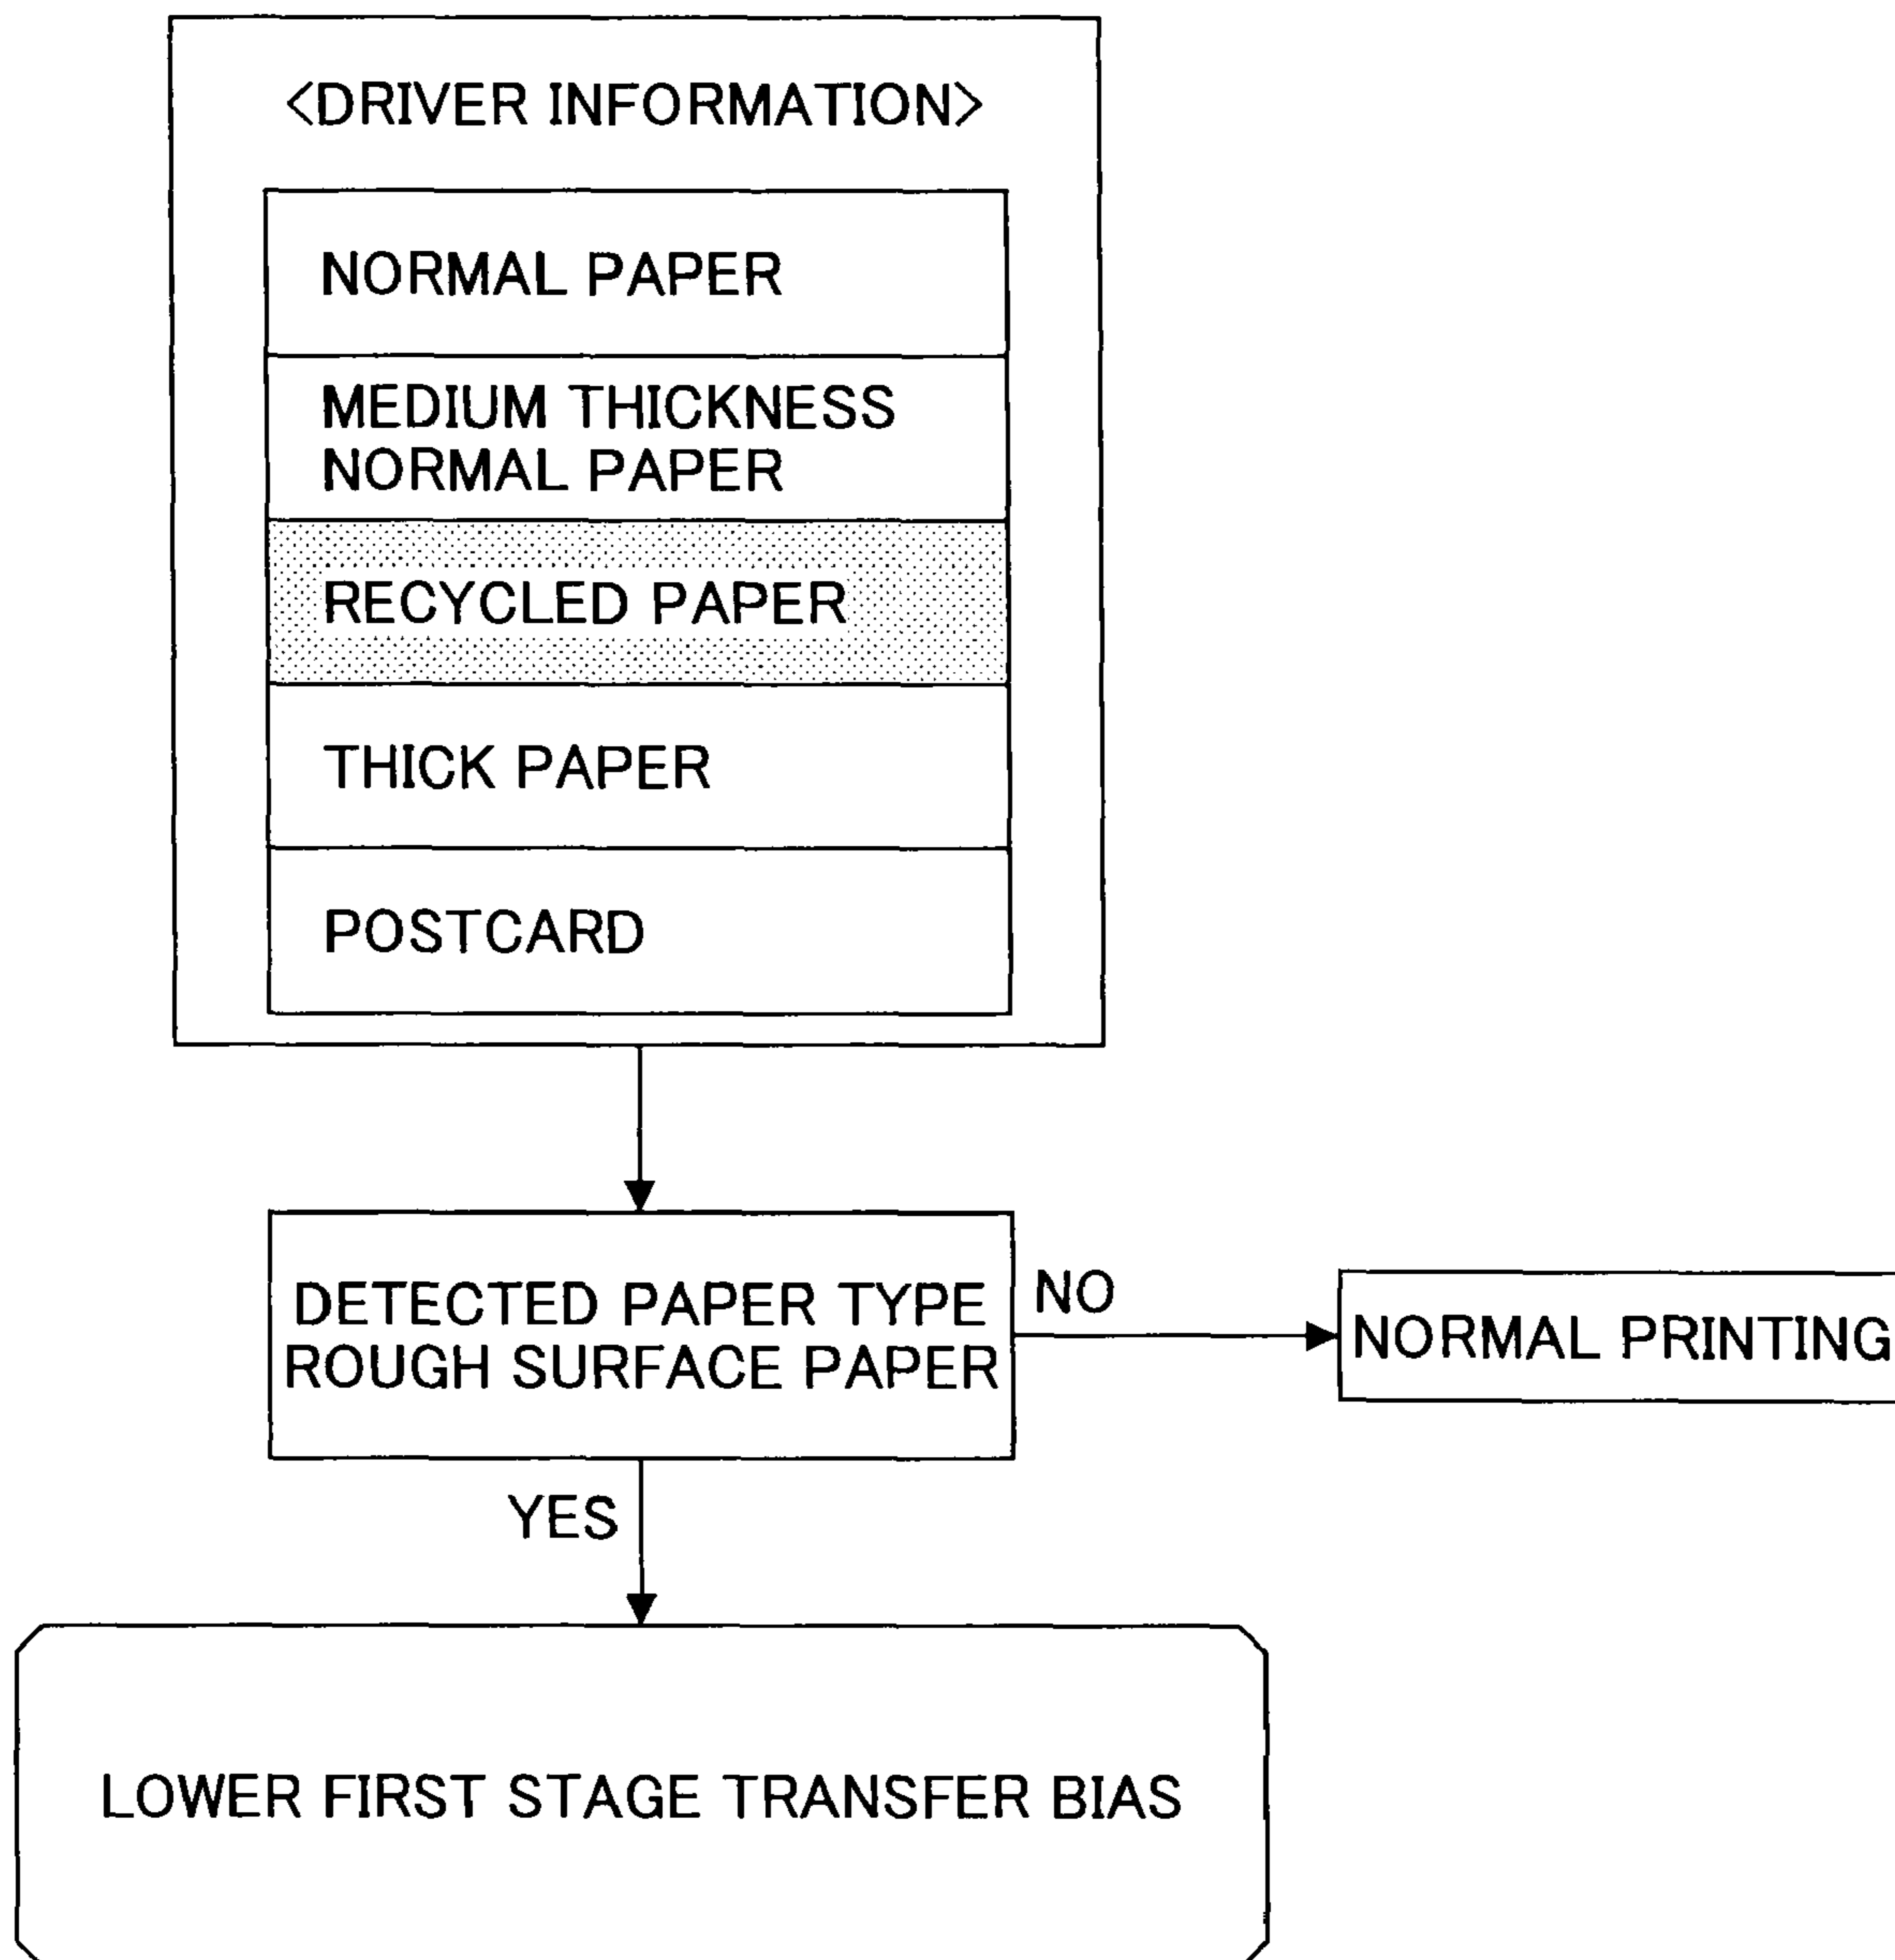 <DRIVER INFORMATION>
NORMAL PAPER
MEDIUM THICKNESS
NORMAL PAPER
RECYCLED PAPER
THICK PAPER
POSTCARD
DETECTED PAPER TYPE
ROUGH SURFACE PAPER
NO
NORMAL PRINTING
YES
LOWER FIRST STAGE TRANSFER BIAS